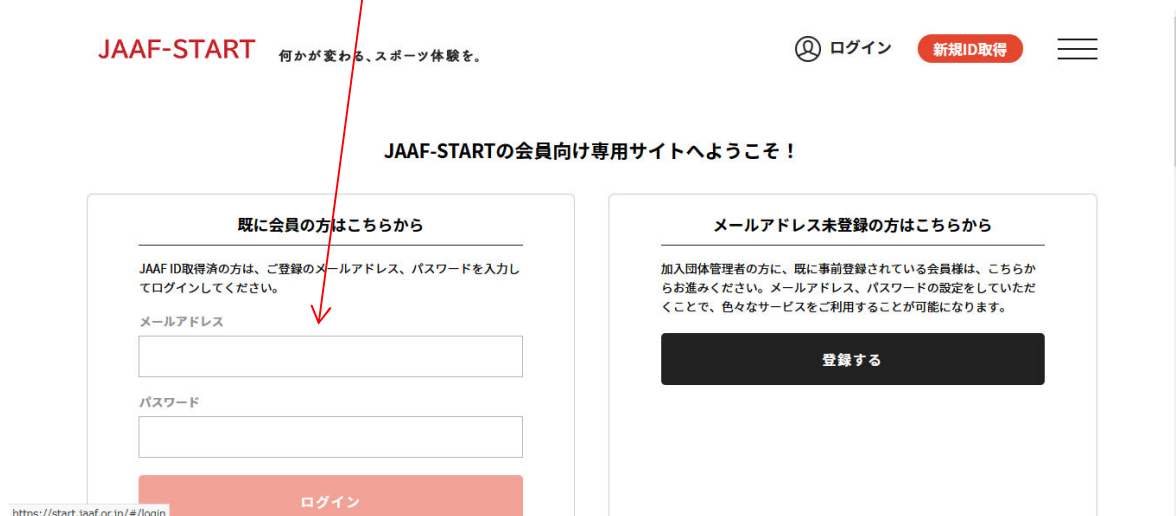 JAAF-START 何かが変わる、スポーツ体験を。 ログイン 新規ID取得
JAAF-STARTの会員向け専用サイトへようこそ！
既に会員の方はこちらから
JAAF ID取得済の方は、ご登録のメールアドレス、パスワードを入力し
てログインしてください。
メールアドレス
パスワード
ログイン
メールアドレス未登録の方はこちらから
加入団体管理者の方に、既に事前登録されている会員様は、こちらか
らお進みください。メールアドレス、パスワードの設定をしていただ
くことで、色々なサービスをご利用することが可能になります。
登録する
https://start.jaaf.or.jp/#/login